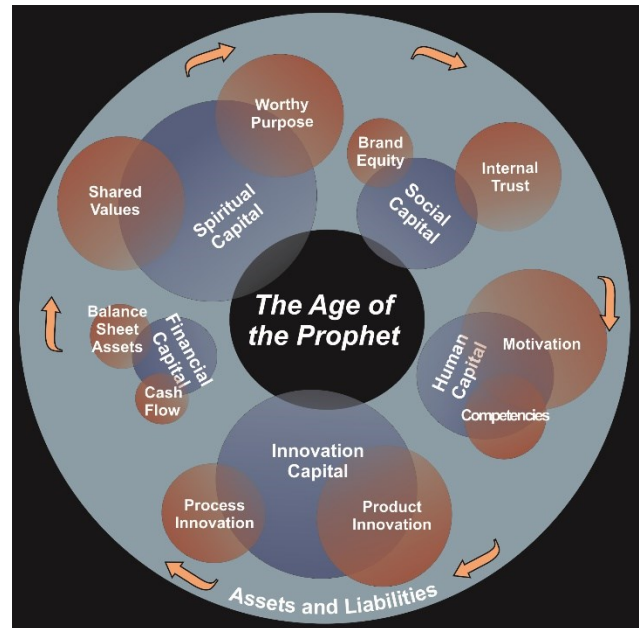 Worthy
Purpose
Shared
Values
Spiritual
Capital
Brand
Equity
Social
Capital
Internal
Trust
The Age of
the Prophet
Balance
Sheet
Assets
Financial
Capital
Cash
Flow
Human
Capital
Motivation
Competencies
Innovation
Capital
Process
Innovation
Product
Innovation
Assets and Liabilities